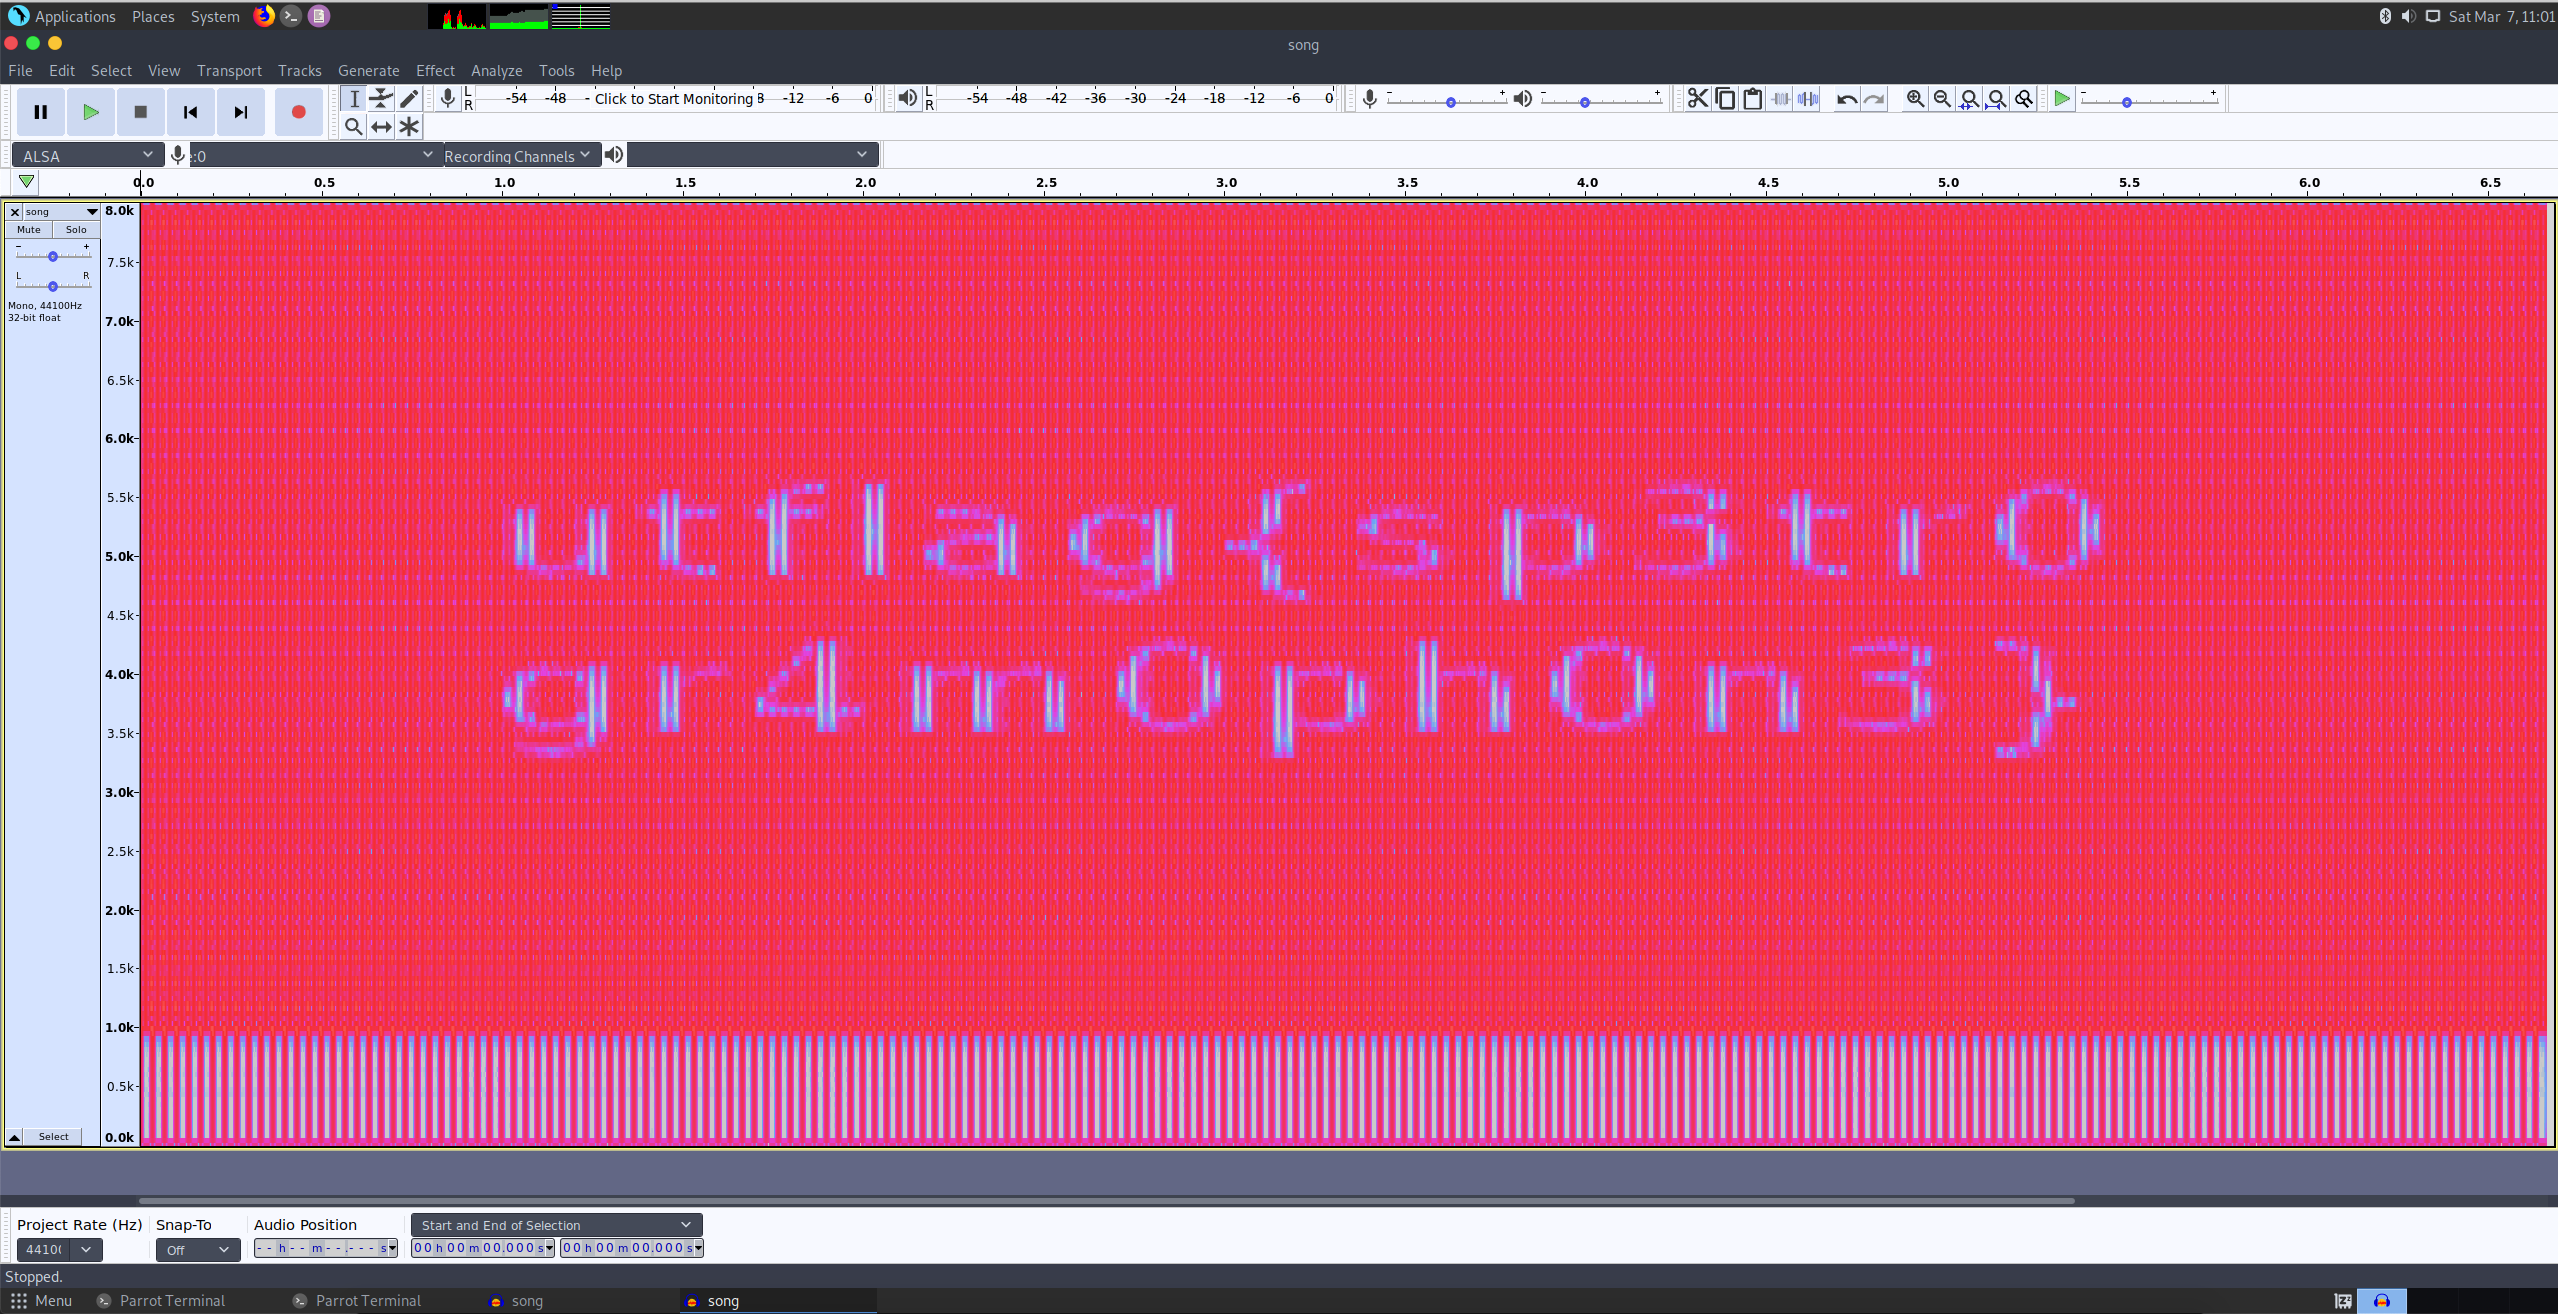 Applications Places System Sat Mar 7, 11:01
song
File Edit Select View Transport Tracks Generate Effect Analyze Tools Help
L R -54 -48 - Click to Start Monitoring 8 -12 -6 0 L R -54 -48 -42 -36 -30 -24 -18 -12 -6 0
ALSA :0 Recording Channels
0.0 0.5 1.0 1.5 2.0 2.5 3.0 3.5 4.0 4.5 5.0 5.5 6.0 6.5
song 8.0k
Mute Solo
- +
7.5k
L R
Mono, 44100Hz
32-bit float
7.0k
6.5k
6.0k
5.5k
utflag{sp3tr0
5.0k
4.5k
4.0k
gr4m0ph0n3}
3.5k
3.0k
2.5k
2.0k
1.5k
1.0k
0.5k
Select 0.0k
Project Rate (Hz) Snap-To Audio Position Start and End of Selection
44100 Off -- h -- m --.--- s 00 h 00 m 00.000 s 00 h 00 m 00.000 s
Stopped.
Menu Parrot Terminal Parrot Terminal song song